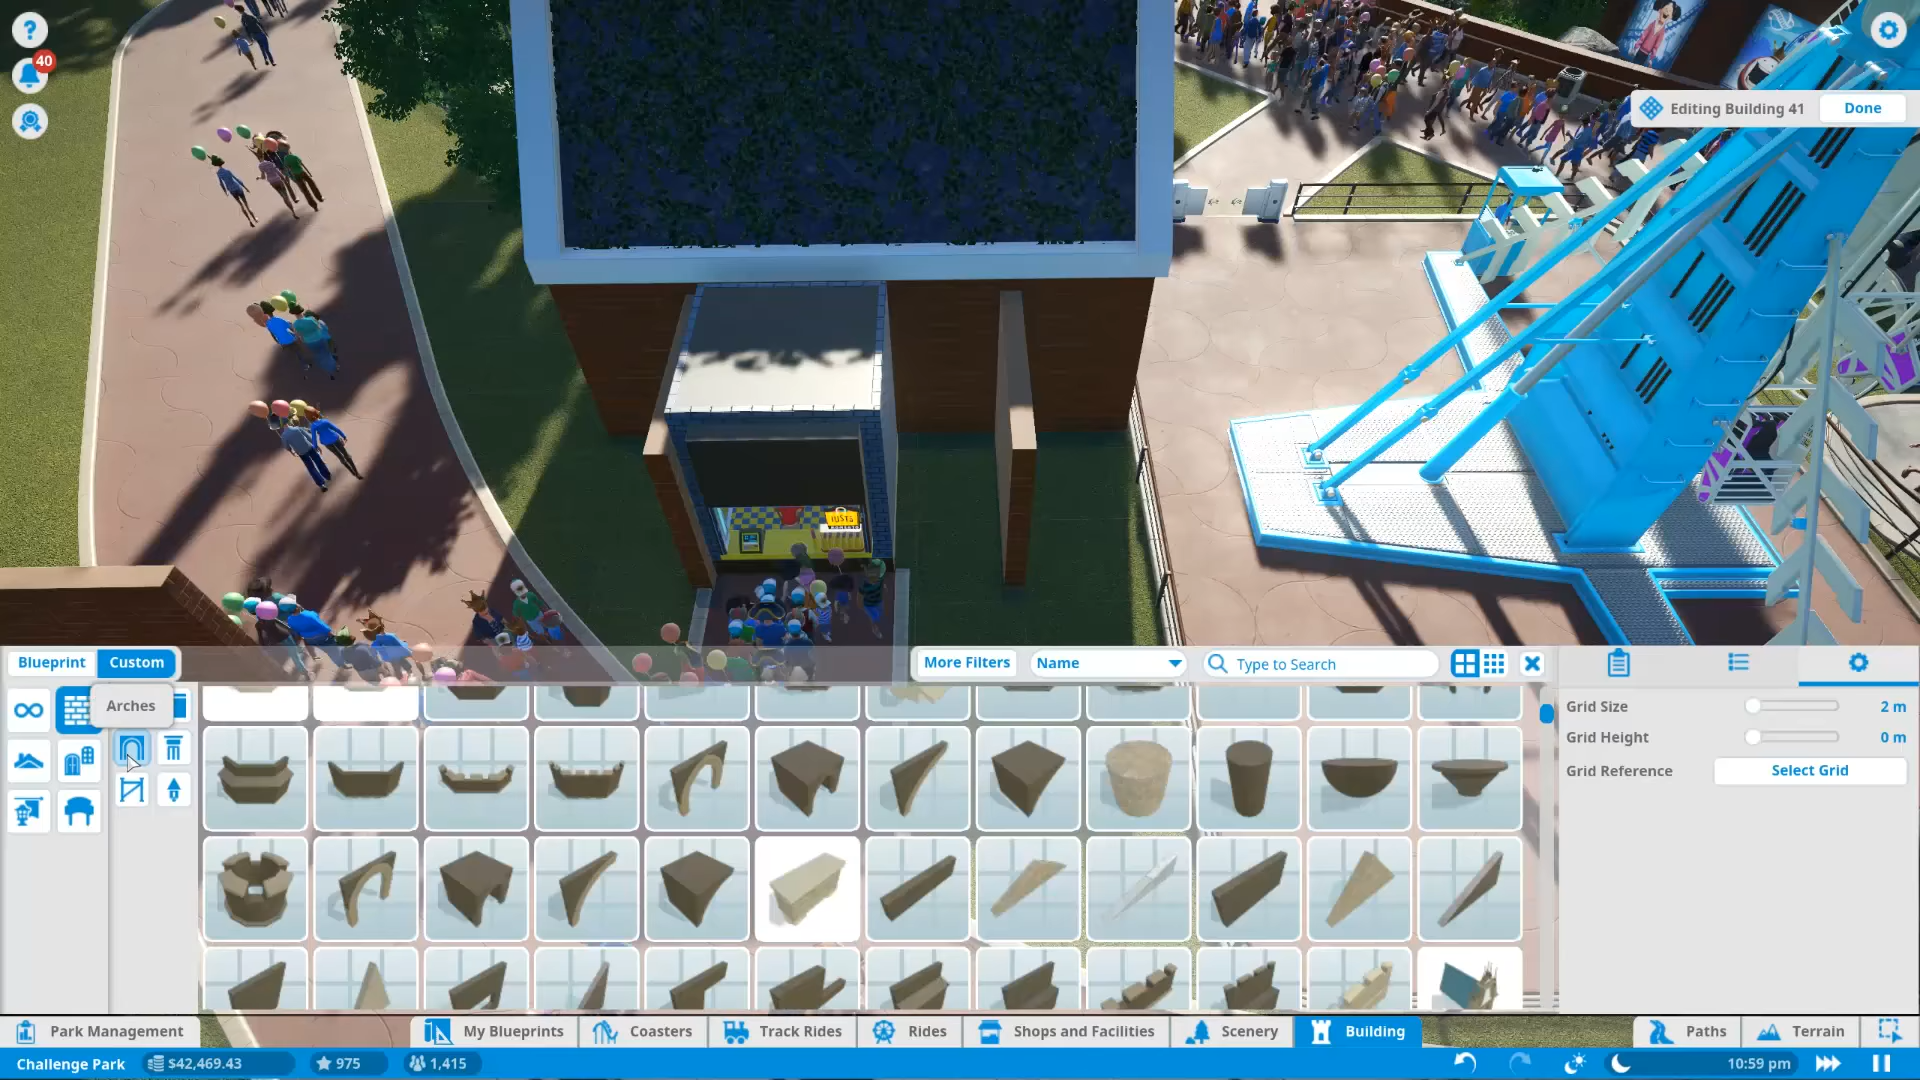 ?
40
Editing Building 41
Done
Blueprint
Custom
More Filters
Name
Type to Search
Arches
Grid Size
2 m
Grid Height
0 m
Grid Reference
Select Grid
Park Management
My Blueprints
Coasters
Track Rides
Rides
Shops and Facilities
Scenery
Building
Paths
Terrain
Challenge Park
$42,469.43
975
1,415
10:59 pm